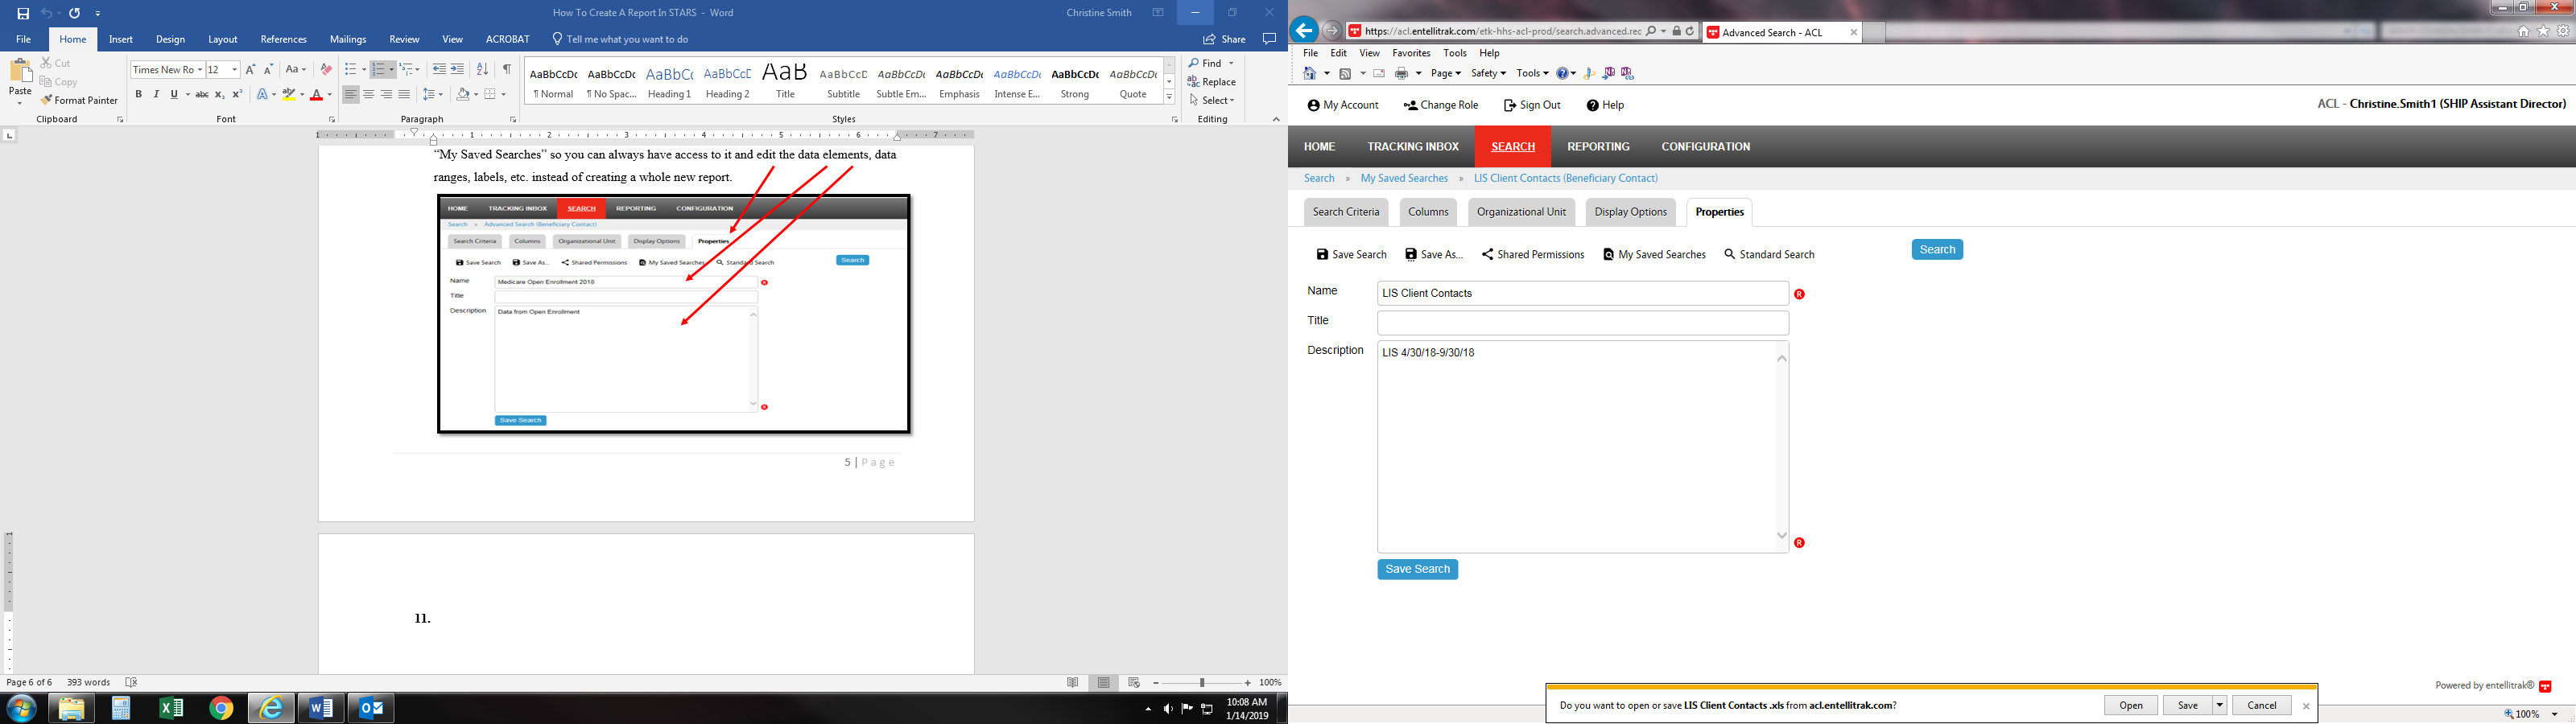 How To Create A Report In STARS - Word
Christine Smith
File Home Insert Design Layout References Mailings Review View ACROBAT Tell me what you want to do Share
Paste
Cut
Copy
Format Painter
Times New Ro 12
AaBbCcDc AaBbCcDc AaBbCc AaBbCcD AaB AaBbCcD AaBbCcDc AaBbCcDc AaBbCcDc AaBbCcDc AaBbCcDc
¶ Normal ¶ No Spac... Heading 1 Heading 2 Title Subtitle Subtle Em... Emphasis Intense E... Strong Quote
Find
Replace
Select
Clipboard Font Paragraph Styles Editing
“My Saved Searches” so you can always have access to it and edit the data elements, data
ranges, labels, etc. instead of creating a whole new report.
HOME TRACKING INBOX SEARCH REPORTING CONFIGURATION
Search » Advanced Search (Beneficiary Contact)
Search Criteria Columns Organizational Unit Display Options Properties
Save Search Save As... Shared Permissions My Saved Searches Standard Search Search
Name Medicare Open Enrollment 2018
Title
Description Data from Open Enrollment
Save Search
5 | Page
11.
Page 6 of 6 393 words
100%
10:08 AM
1/14/2019
https://acl.entellitrak.com/etk-hhs-acl-prod/search.advanced.rec
Advanced Search - ACL
File Edit View Favorites Tools Help
Page Safety Tools
My Account Change Role Sign Out Help
ACL - Christine.Smith1 (SHIP Assistant Director)
HOME TRACKING INBOX SEARCH REPORTING CONFIGURATION
Search » My Saved Searches » LIS Client Contacts (Beneficiary Contact)
Search Criteria Columns Organizational Unit Display Options Properties
Save Search Save As... Shared Permissions My Saved Searches Standard Search Search
Name LIS Client Contacts
Title
Description LIS 4/30/18-9/30/18
Save Search
Powered by entellitrak®
Do you want to open or save LIS Client Contacts .xls from acl.entellitrak.com? Open Save Cancel
100%